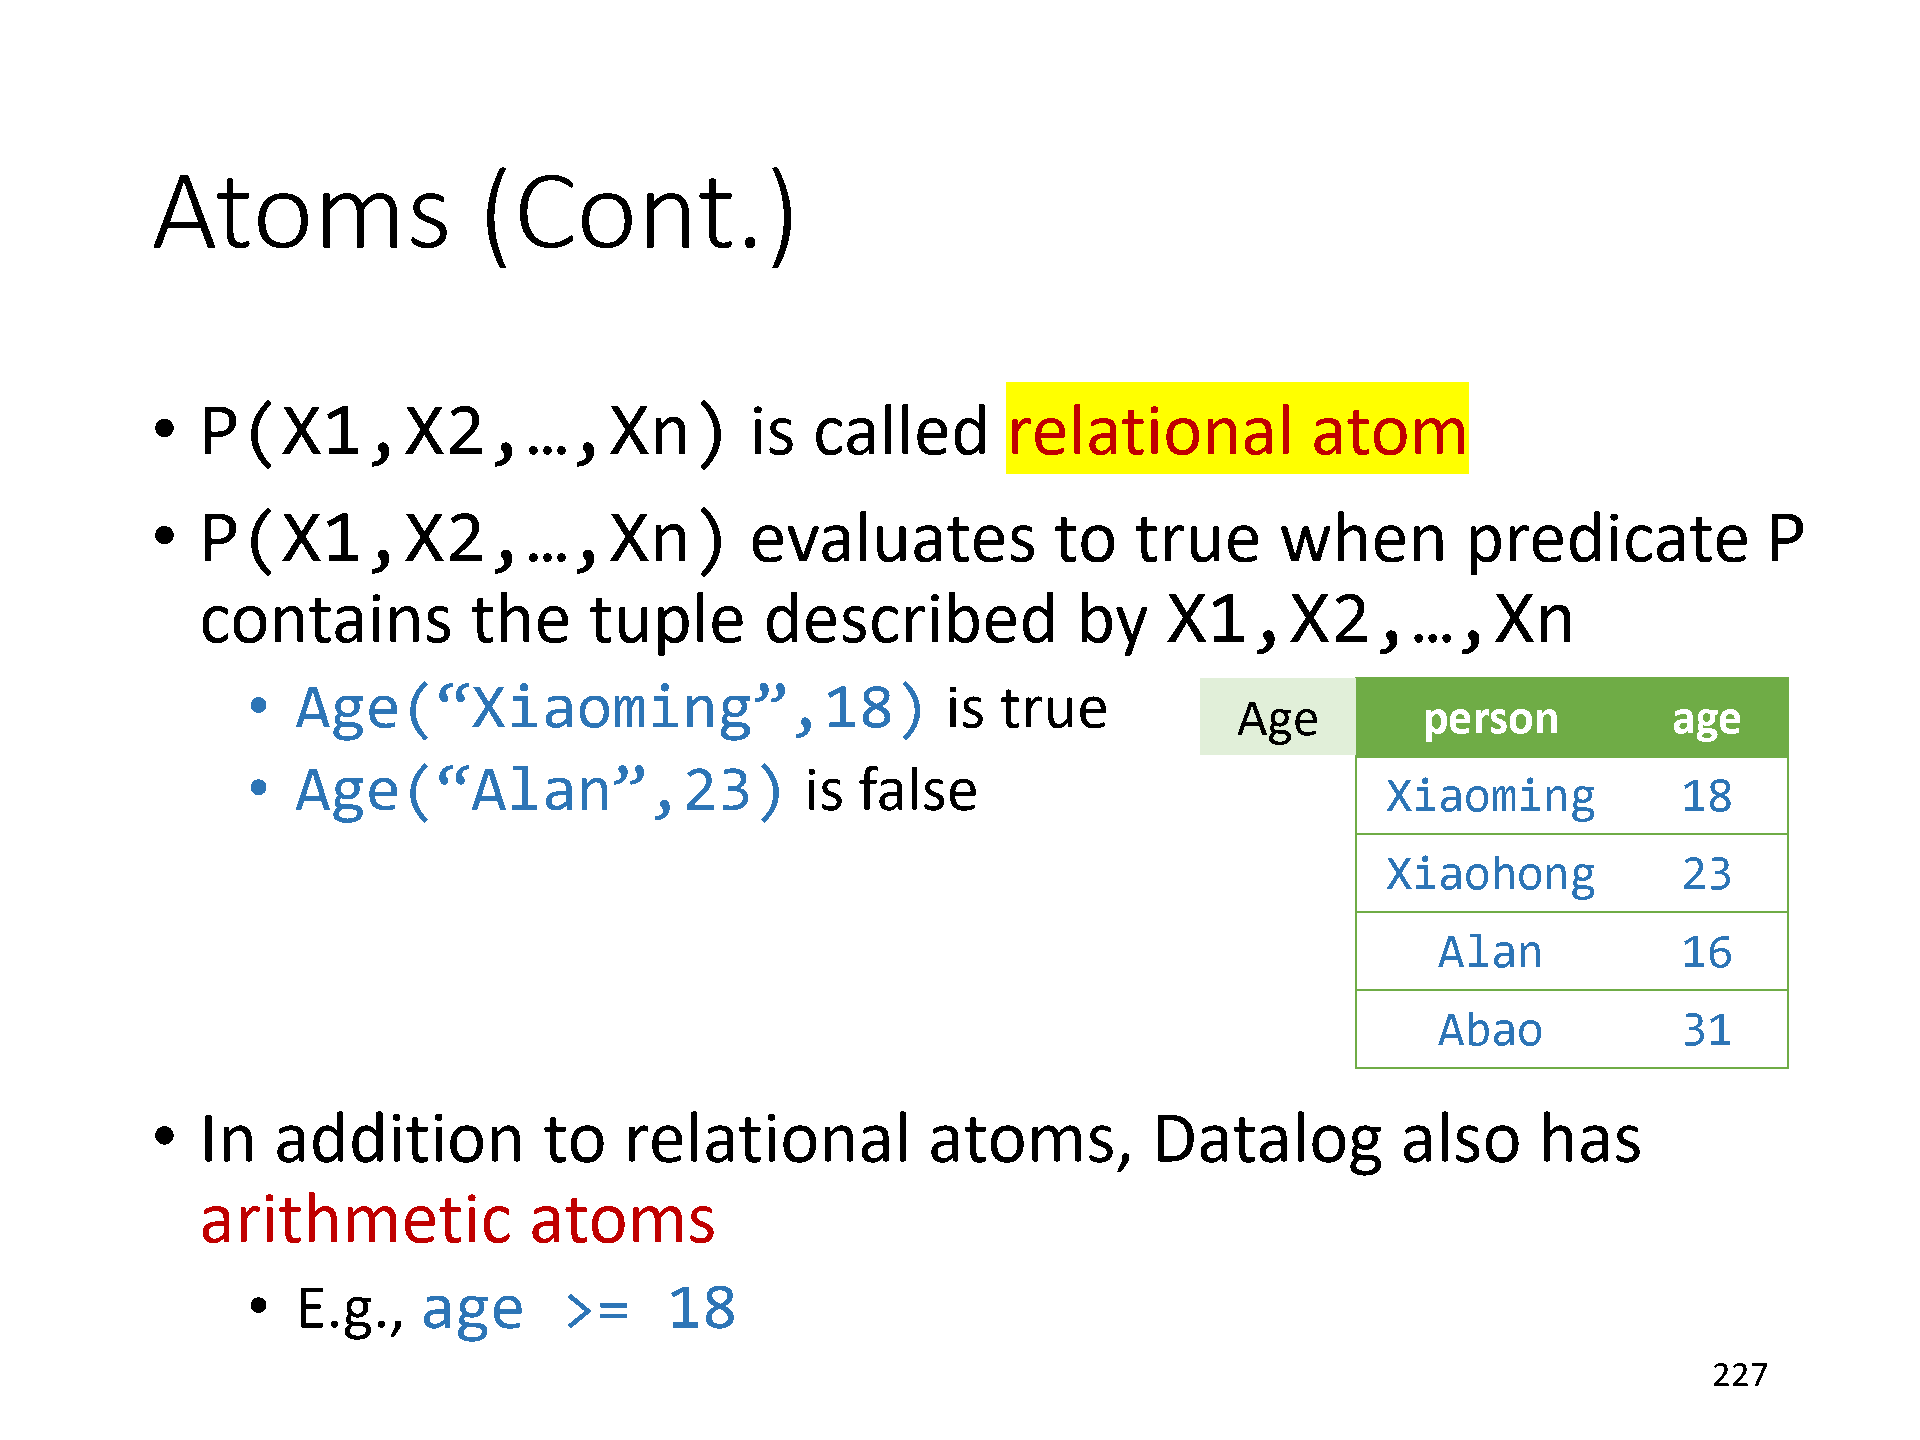 Atoms (Cont.)
• P(X1,X2,…,Xn) is called relational atom
• P(X1,X2,…,Xn) evaluates to true when predicate P
contains the tuple described by X1,X2,…,Xn
• Age(“Xiaoming”,18) is true
• Age(“Alan”,23) is false
Age person age
Xiaoming 18
Xiaohong 23
Alan 16
Abao 31
• In addition to relational atoms, Datalog also has
arithmetic atoms
• E.g., age >= 18
227